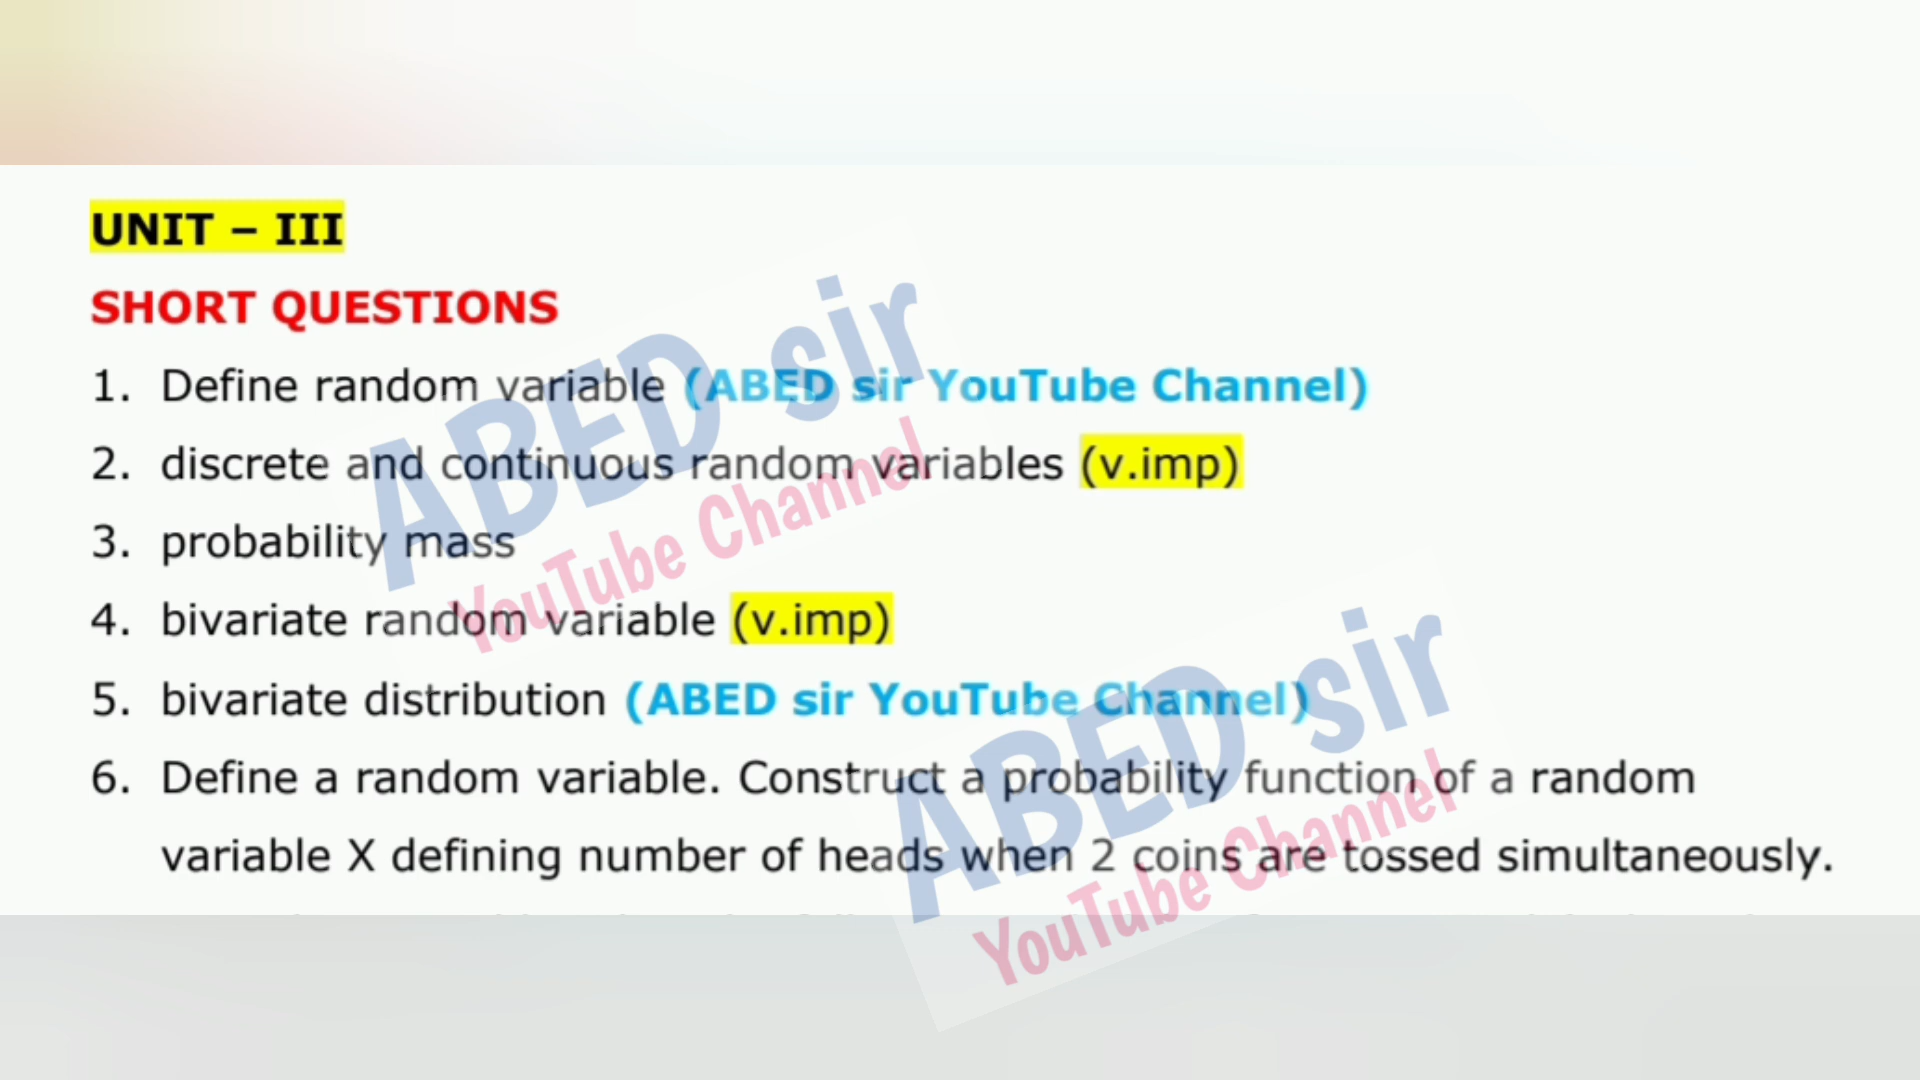 UNIT – III
SHORT QUESTIONS
1. Define random variable (ABED sir YouTube Channel)
2. discrete and continuous random variables (v.imp)
3. probability mass
4. bivariate random variable (v.imp)
5. bivariate distribution (ABED sir YouTube Channel)
6. Define a random variable. Construct a probability function of a random
variable X defining number of heads when 2 coins are tossed simultaneously.
ABED sir
YouTube Channel
ABED sir
YouTube Channel